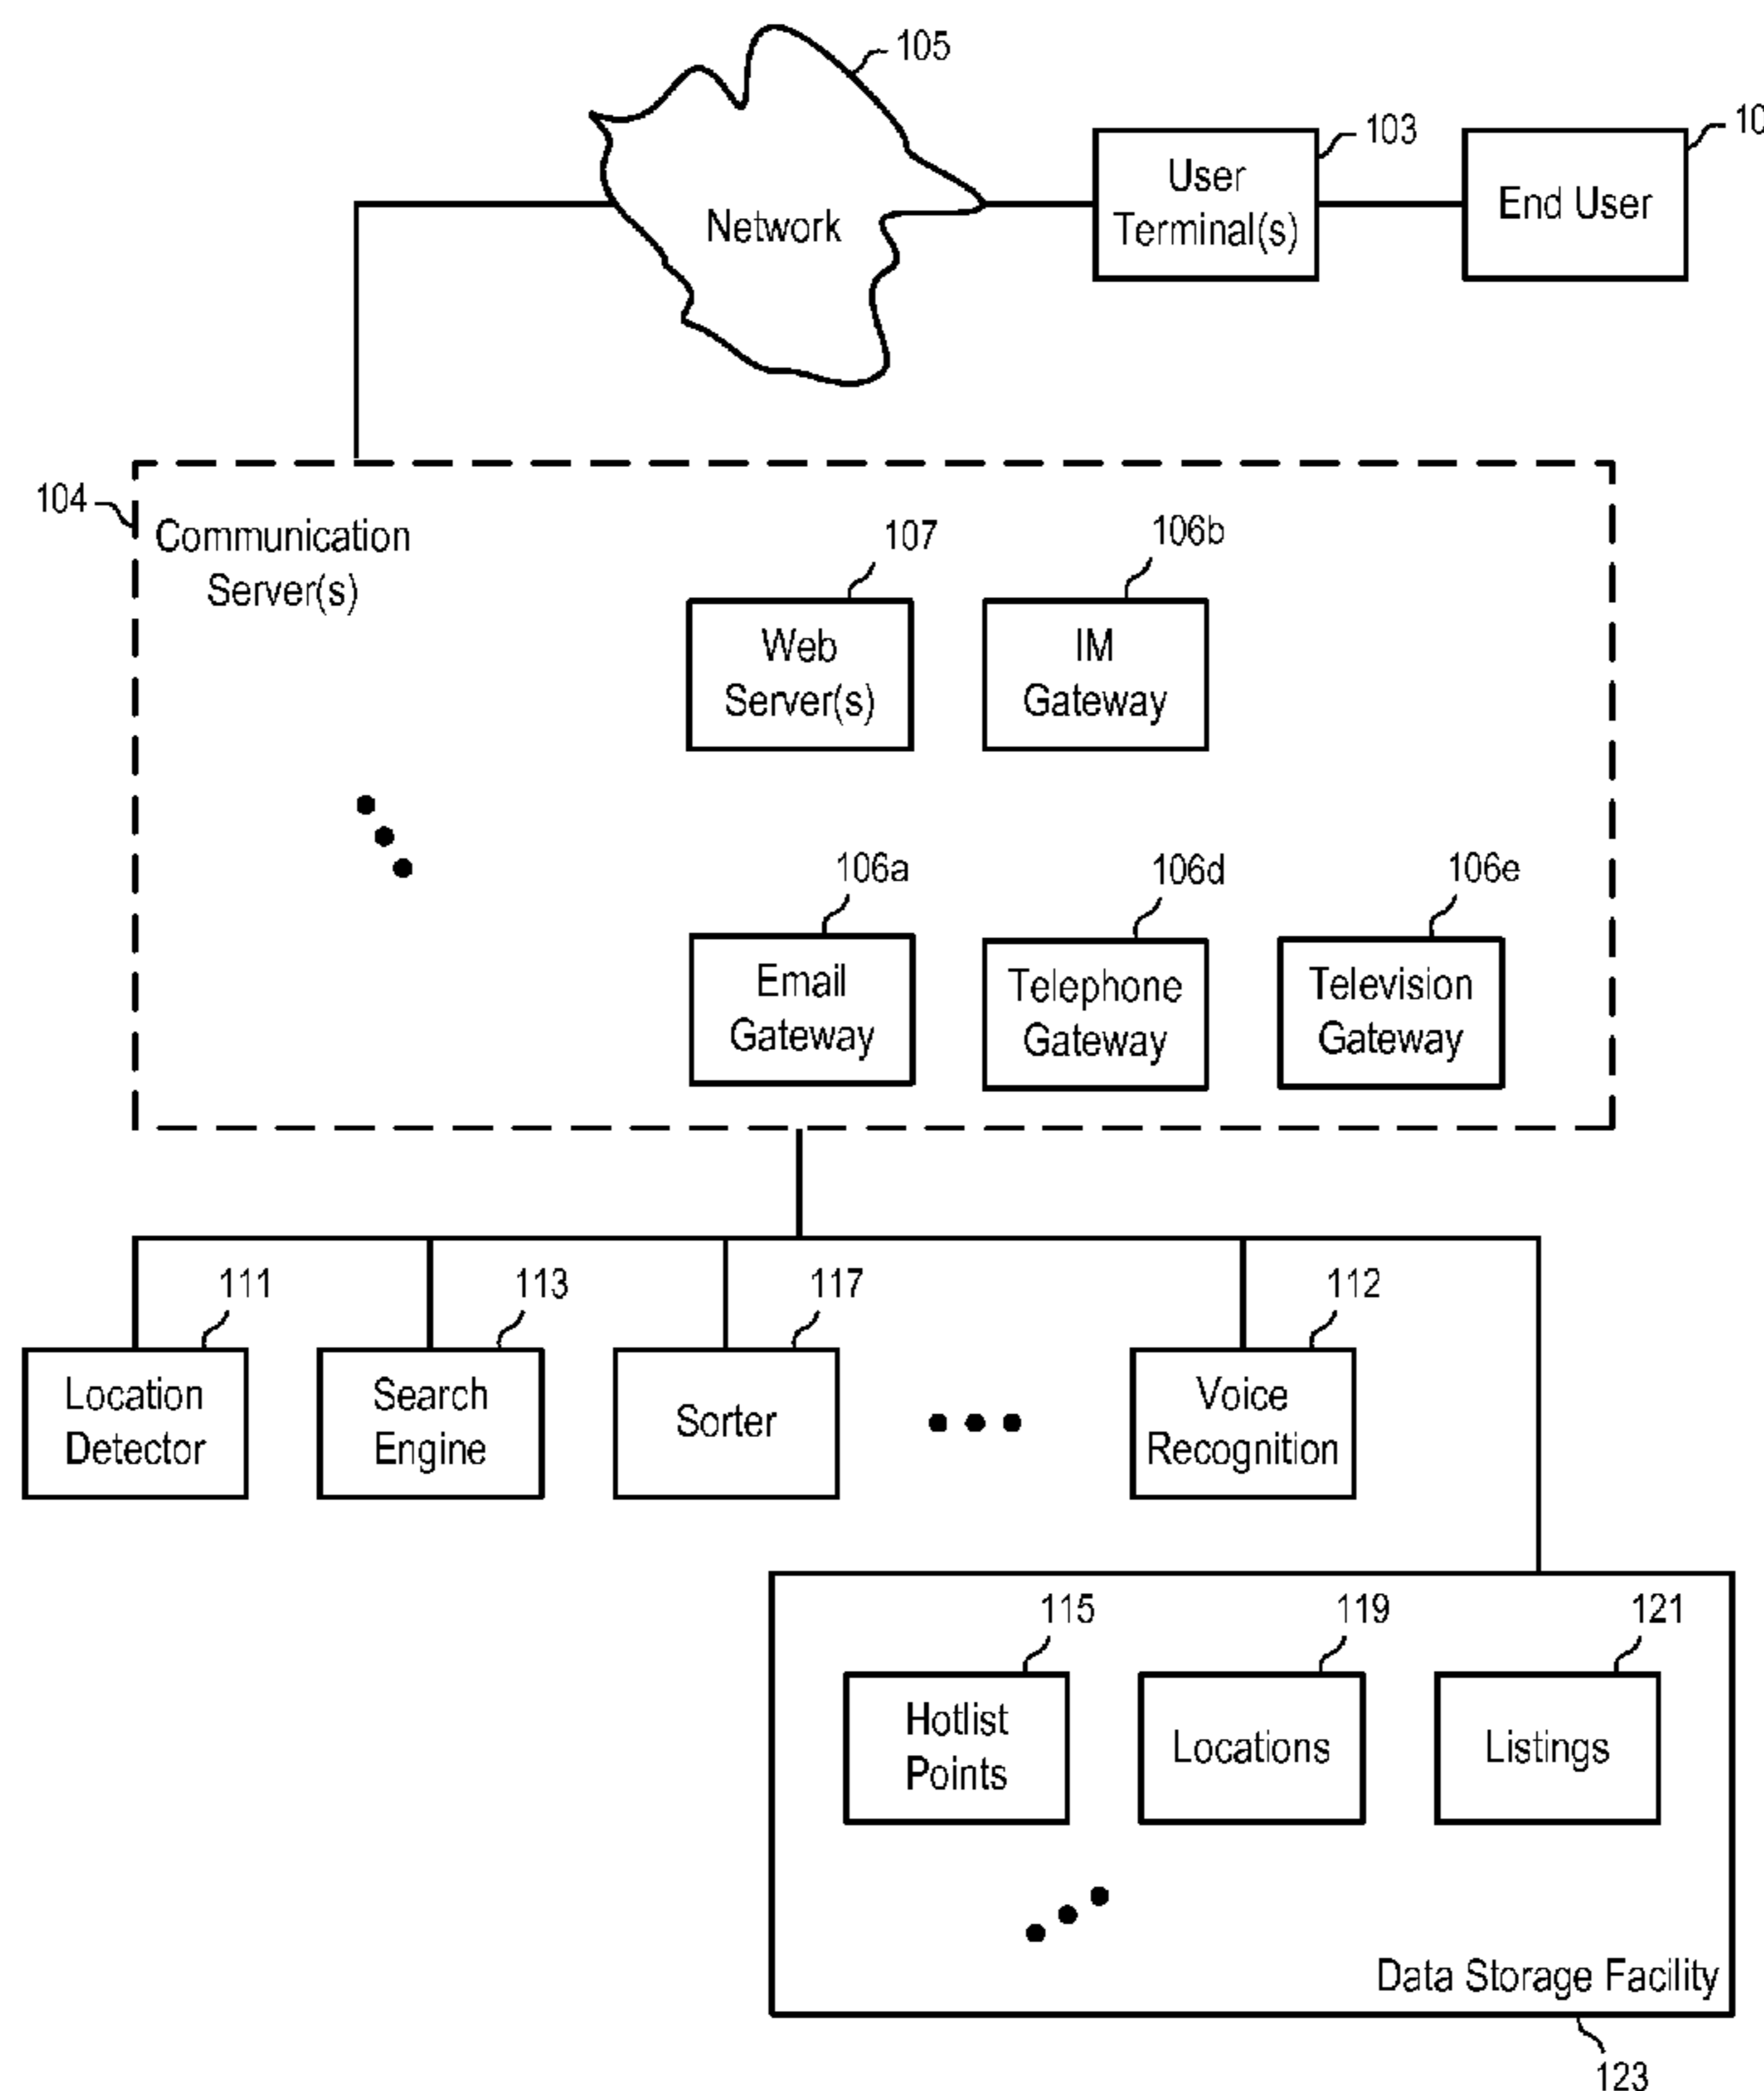 105
103
User
Terminal(s)
End User
Network
104
Communication
Server(s)
107
Web
Server(s)
106b
IM
Gateway
106a
Email
Gateway
106d
Telephone
Gateway
106e
Television
Gateway
111
Location
Detector
113
Search
Engine
117
Sorter
112
Voice
Recognition
115
Hotlist
Points
119
Locations
121
Listings
Data Storage Facility
123